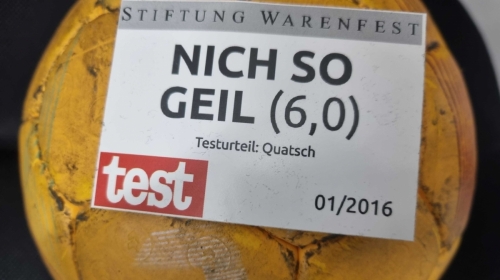 STIFTUNG WARENFEST
NICH SO
GEIL (6,0)
Testurteil: Quatsch
test
01/2016